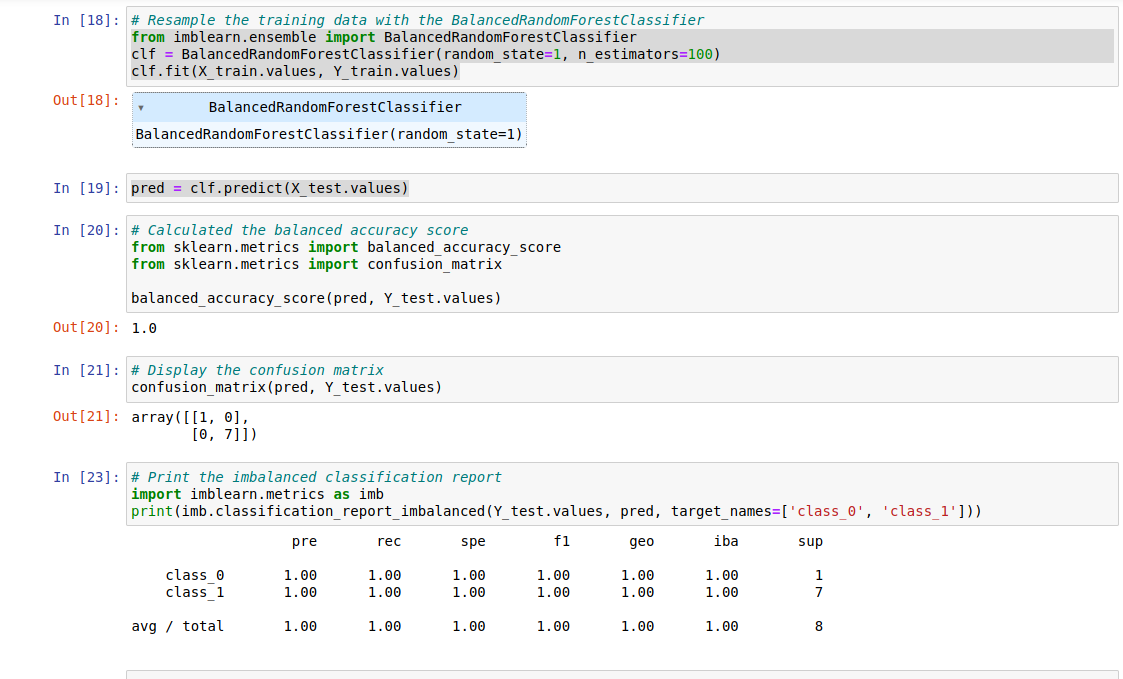 In [18]: # Resample the training data with the BalancedRandomForestClassifier
from imblearn.ensemble import BalancedRandomForestClassifier
clf = BalancedRandomForestClassifier(random_state=1, n_estimators=100)
clf.fit(X_train.values, Y_train.values)
Out[18]: ▾ BalancedRandomForestClassifier
BalancedRandomForestClassifier(random_state=1)
In [19]: pred = clf.predict(X_test.values)
In [20]: # Calculated the balanced accuracy score
from sklearn.metrics import balanced_accuracy_score
from sklearn.metrics import confusion_matrix
balanced_accuracy_score(pred, Y_test.values)
Out[20]: 1.0
In [21]: # Display the confusion matrix
confusion_matrix(pred, Y_test.values)
Out[21]: array([[1, 0],
[0, 7]])
In [23]: # Print the imbalanced classification report
import imblearn.metrics as imb
print(imb.classification_report_imbalanced(Y_test.values, pred, target_names=['class_0', 'class_1']))
pre rec spe f1 geo iba sup
class_0 1.00 1.00 1.00 1.00 1.00 1.00 1
class_1 1.00 1.00 1.00 1.00 1.00 1.00 7
avg / total 1.00 1.00 1.00 1.00 1.00 1.00 8